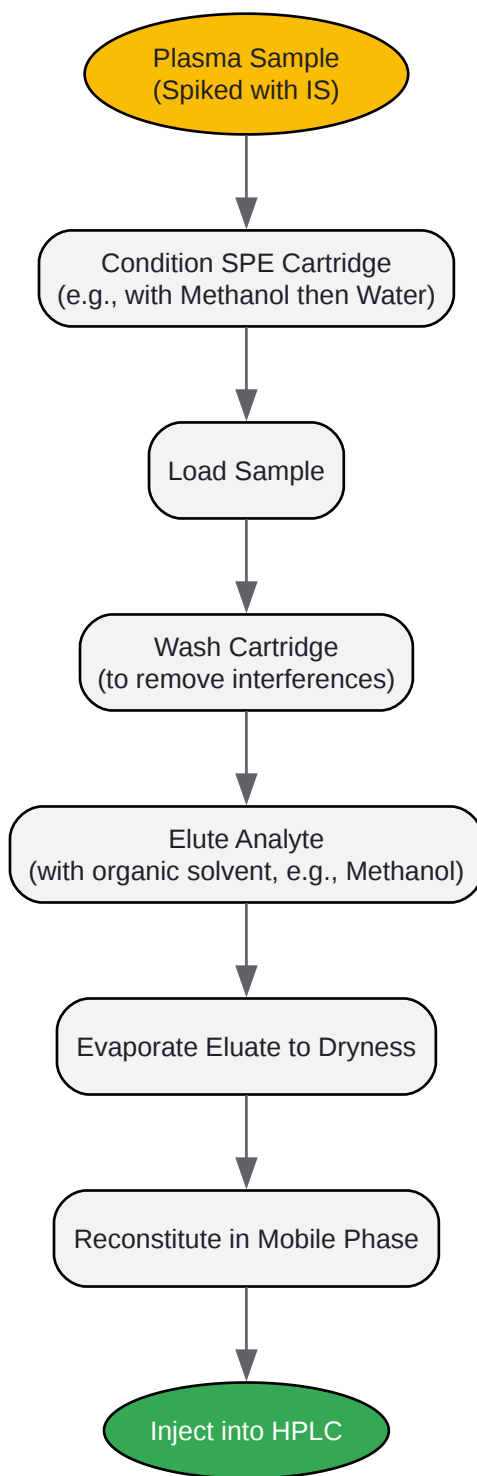 Plasma Sample
(Spiked with IS)
Condition SPE Cartridge
(e.g., with Methanol then Water)
Load Sample
Wash Cartridge
(to remove interferences)
Elute Analyte
(with organic solvent, e.g., Methanol)
Evaporate Eluate to Dryness
Reconstitute in Mobile Phase
Inject into HPLC